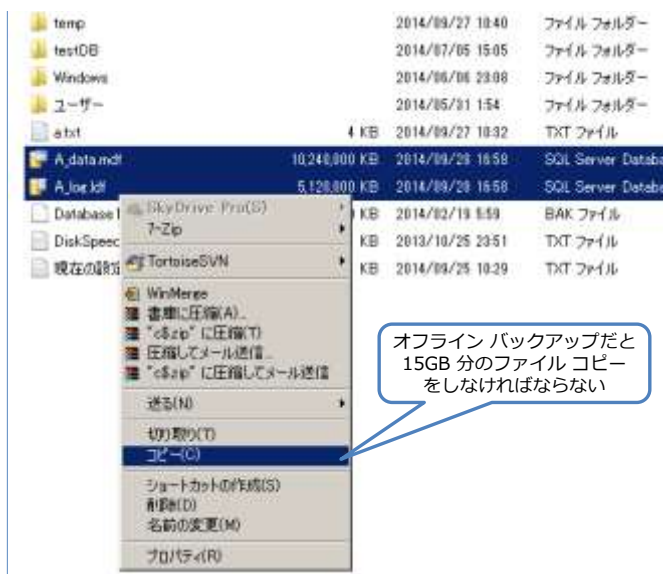 temp 2014/09/27 10:40 ファイル フォルダー
testDB 2014/07/05 15:05 ファイル フォルダー
Windows 2014/06/06 23:08 ファイル フォルダー
ユーザー 2014/05/31 1:54 ファイル フォルダー
a.txt 4 KB 2014/09/27 10:32 TXT ファイル
A_data.mdf 10,240,000 KB 2014/09/28 16:58 SQL Server Databa
A_log.ldf 5,120,000 KB 2014/09/28 16:58 SQL Server Databa
Database KB 2014/02/19 5:59 BAK ファイル
DiskSpeed KB 2013/10/25 23:51 TXT ファイル
現在の KB 2014/09/25 10:29 TXT ファイル
SkyDrive Pro(S)
7-Zip
TortoiseSVN
WinMerge
書庫に圧縮(A)...
"c$.zip" に圧縮(T)
圧縮してメール送信...
"c$.zip" に圧縮してメール送信
送る(N)
切り取り(T)
コピー(C)
ショートカットの作成(S)
削除(D)
名前の変更(M)
プロパティ(R)
オフライン バックアップだと
15GB 分のファイル コピー
をしなければならない